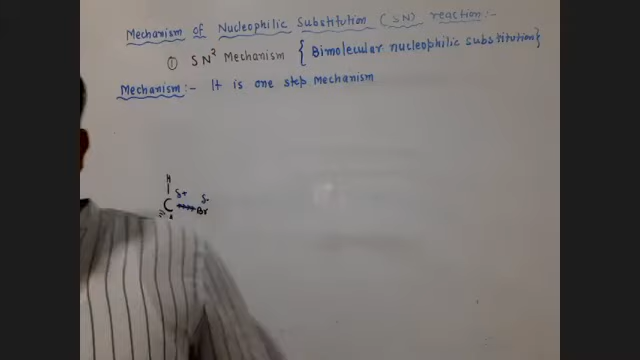 Mechanism of Nucleophilic Substitution (SN) reaction:-
① SN² Mechanism { Bimolecular nucleophilic substitution}
Mechanism:- It is one step Mechanism
H
δ+ δ-
C Br